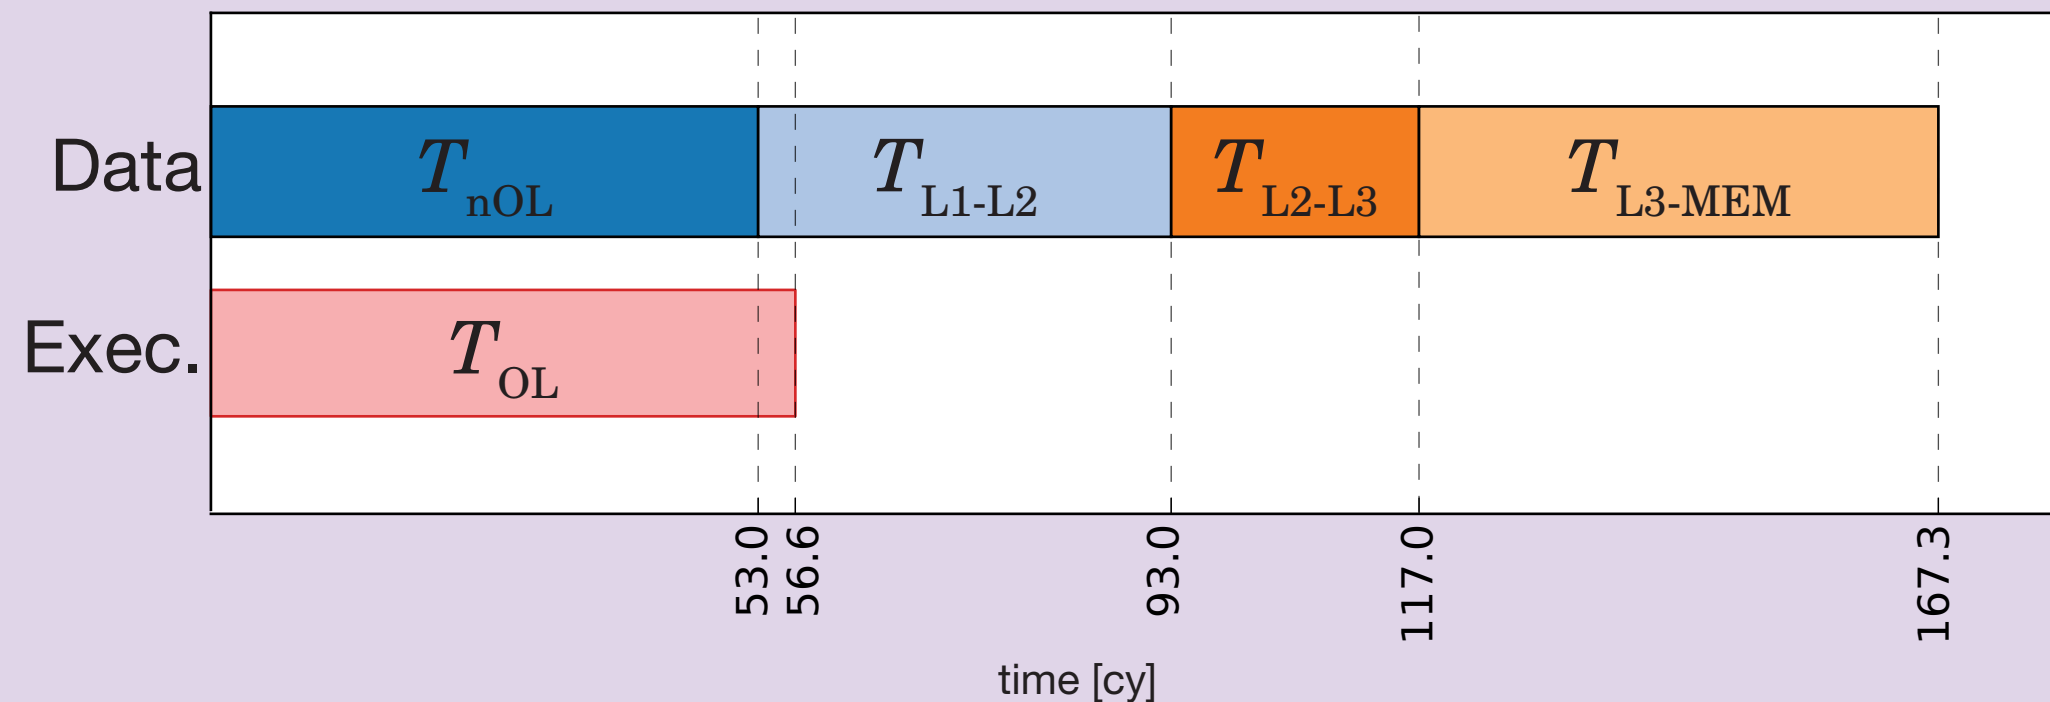 Data
T nOL
T L1-L2
T L2-L3
T L3-MEM
Exec.
T OL
53.0
56.6
93.0
117.0
167.3
time [cy]